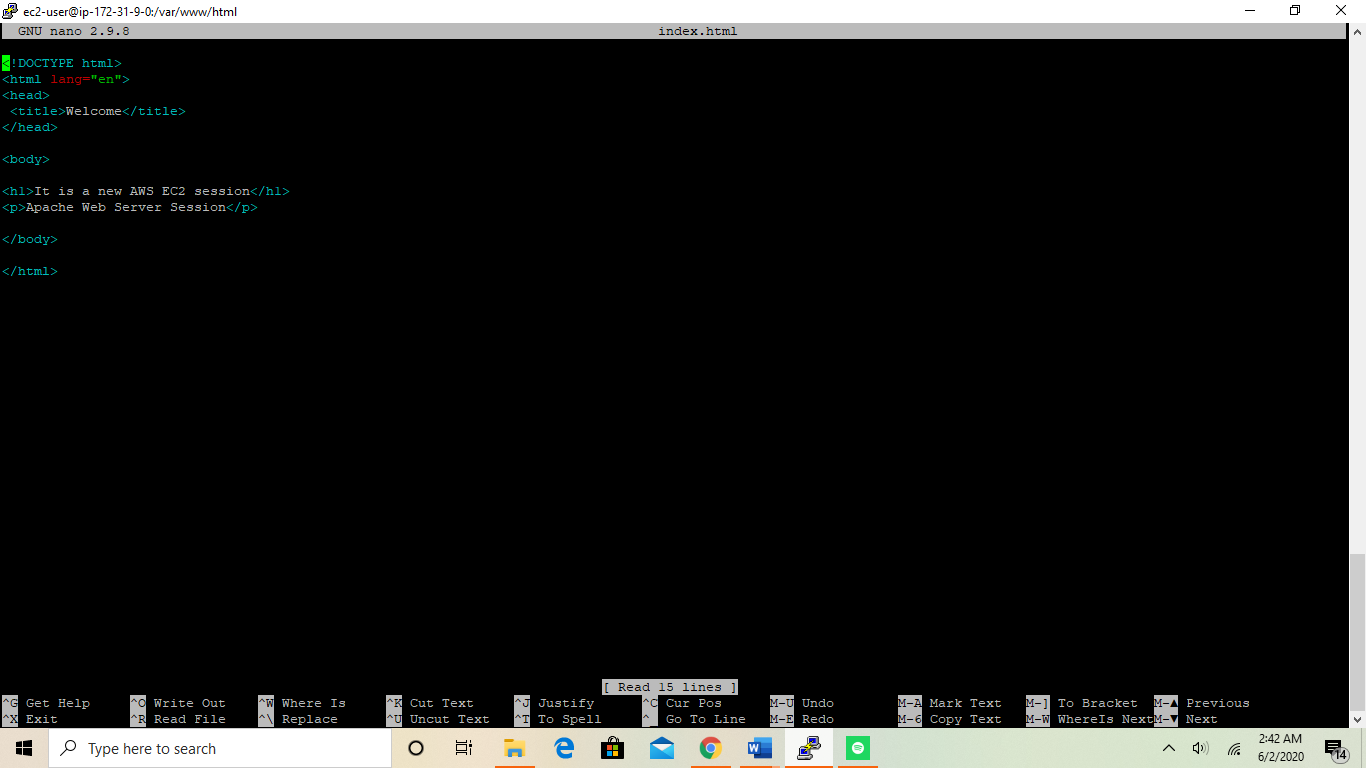 ec2-user@ip-172-31-9-0:/var/www/html
GNU nano 2.9.8 index.html
<!DOCTYPE html>
<html lang="en">
<head>
<title>Welcome</title>
</head>
<body>
<h1>It is a new AWS EC2 session</h1>
<p>Apache Web Server Session</p>
</body>
</html>
[ Read 15 lines ]
^G Get Help ^O Write Out ^W Where Is ^K Cut Text ^J Justify ^C Cur Pos M-U Undo M-A Mark Text M-] To Bracket M-▲ Previous
^X Exit ^R Read File ^\ Replace ^U Uncut Text ^T To Spell ^_ Go To Line M-E Redo M-6 Copy Text M-W WhereIs Next M-▼ Next
Type here to search
2:42 AM
6/2/2020
14